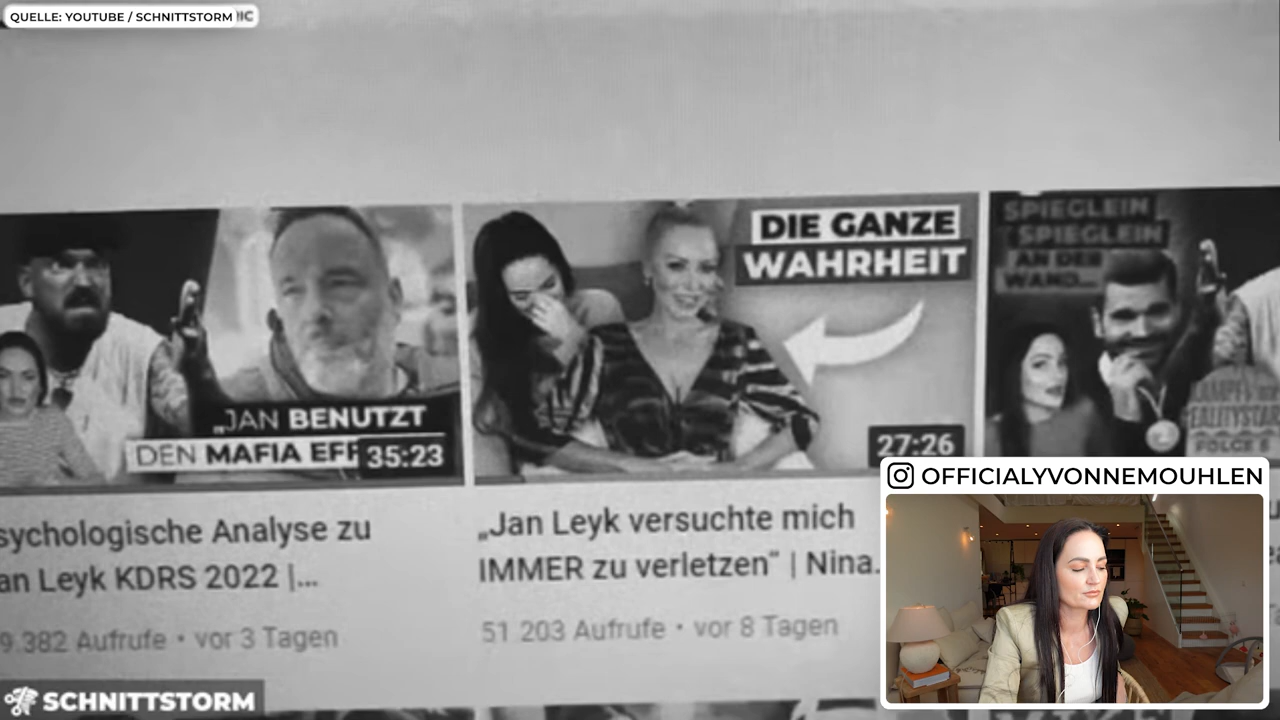 QUELLE: YOUTUBE / SCHNITTSTORM
„JAN BENUTZT
DEN MAFIA
35:23
sychologische Analyse zu
an Leyk KDRS 2022 |...
9.382 Aufrufe • vor 3 Tagen
DIE GANZE
WAHRHEIT
27:26
„Jan Leyk versuchte mich
IMMER zu verletzen“ | Nina.
51 203 Aufrufe • vor 8 Tagen
SPIEGLEIN
SPIEGLEIN
AN DER
WAND...
FOLGE
OFFICIALYVONNEMOUHLEN
SCHNITTSTORM